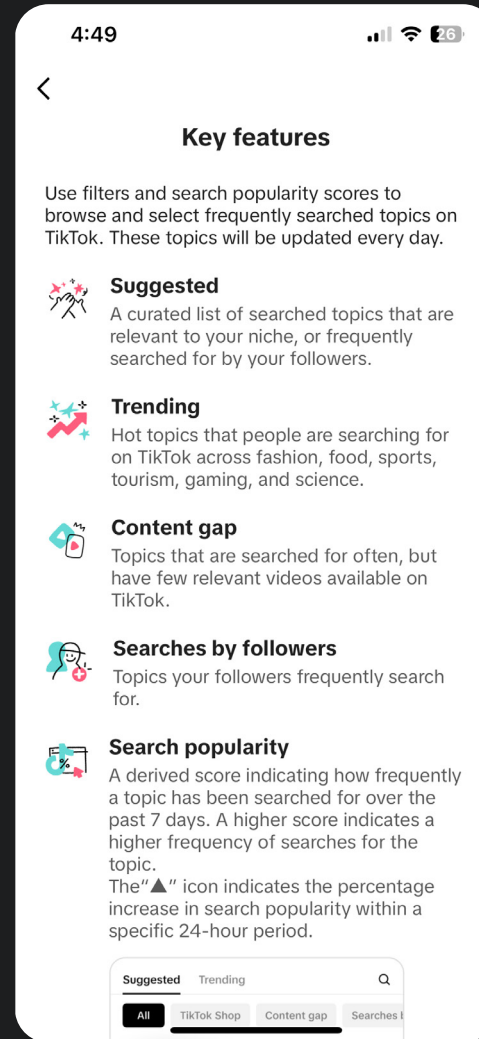 4:49
26
Key features
Use filters and search popularity scores to
browse and select frequently searched topics on
TikTok. These topics will be updated every day.
Suggested
A curated list of searched topics that are
relevant to your niche, or frequently
searched for by your followers.
Trending
Hot topics that people are searching for
on TikTok across fashion, food, sports,
tourism, gaming, and science.
Content gap
Topics that are searched for often, but
have few relevant videos available on
TikTok.
Searches by followers
Topics your followers frequently search
for.
%
Search popularity
A derived score indicating how frequently
a topic has been searched for over the
past 7 days. A higher score indicates a
higher frequency of searches for the
topic.
The“▲” icon indicates the percentage
increase in search popularity within a
specific 24-hour period.
Suggested Trending
All TikTok Shop Content gap Searches